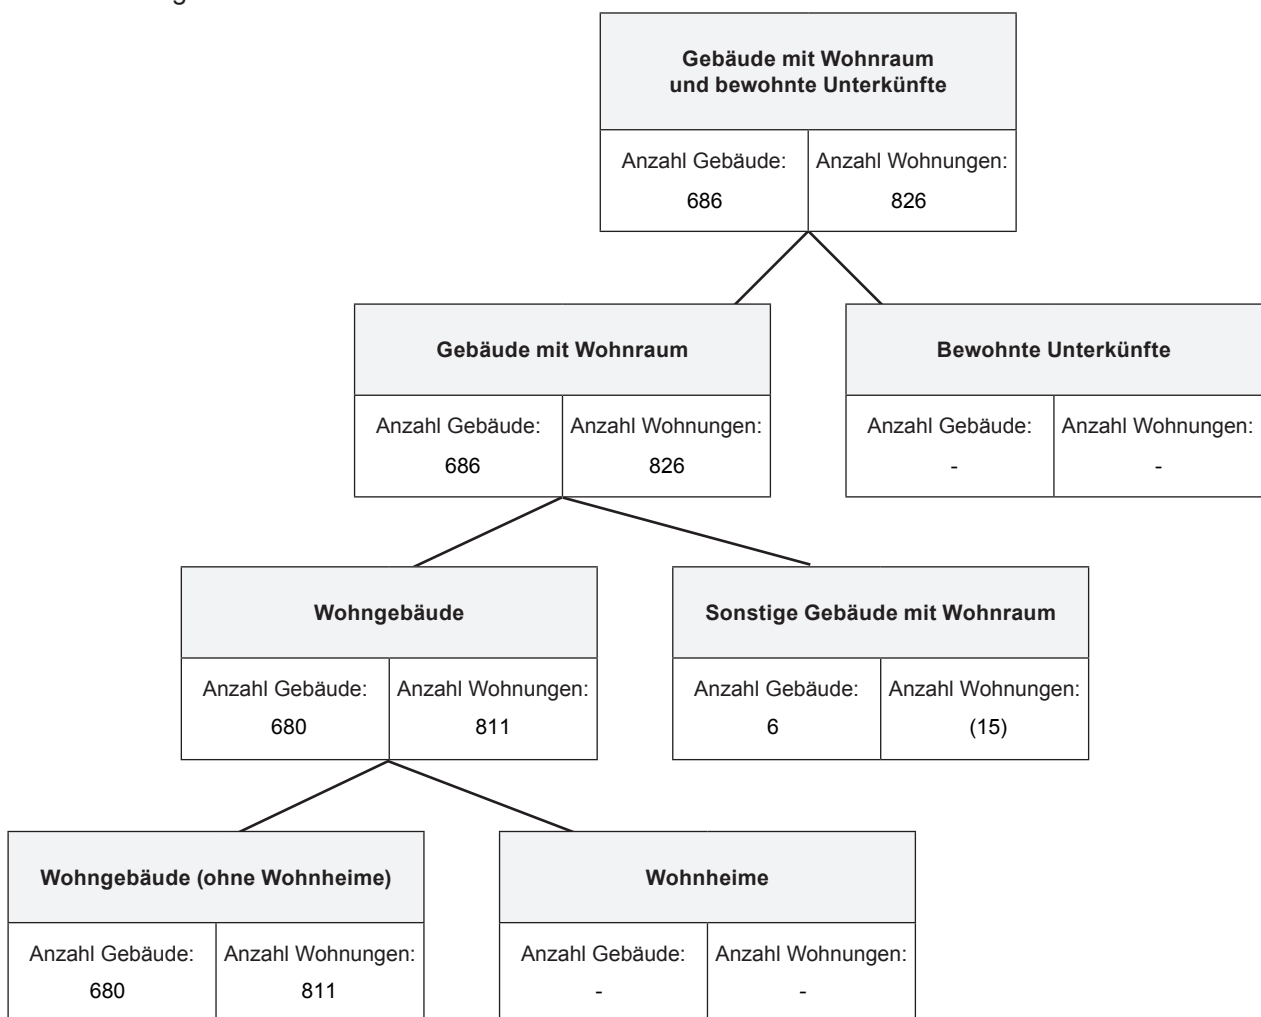 Gebäude mit Wohnraum
und bewohnte Unterkünfte
Anzahl Gebäude: Anzahl Wohnungen:
686 826
Gebäude mit Wohnraum
Anzahl Gebäude: Anzahl Wohnungen:
686 826
Bewohnte Unterkünfte
Anzahl Gebäude: Anzahl Wohnungen:
- -
Wohngebäude
Anzahl Gebäude: Anzahl Wohnungen:
680 811
Sonstige Gebäude mit Wohnraum
Anzahl Gebäude: Anzahl Wohnungen:
6 (15)
Wohngebäude (ohne Wohnheime)
Anzahl Gebäude: Anzahl Wohnungen:
680 811
Wohnheime
Anzahl Gebäude: Anzahl Wohnungen:
- -